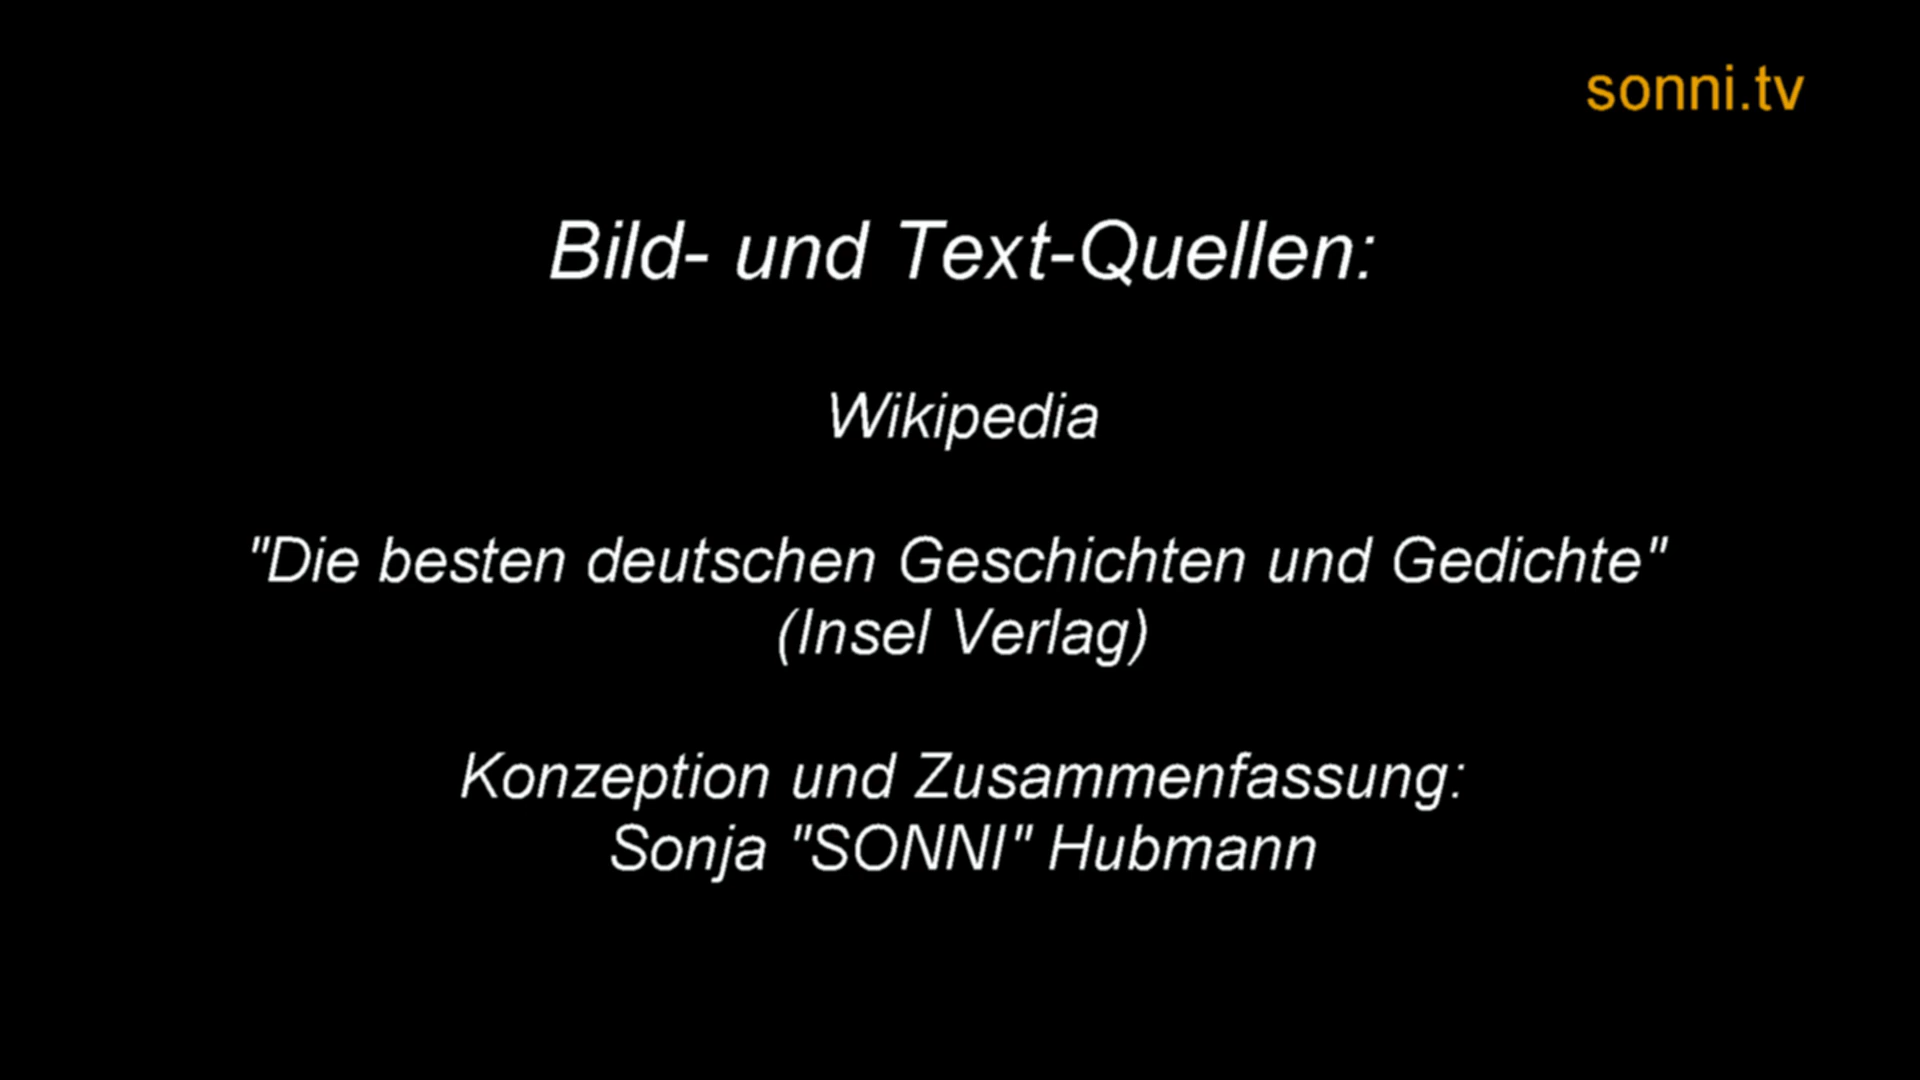 sonni.tv
Bild- und Text-Quellen:
Wikipedia
"Die besten deutschen Geschichten und Gedichte"
(Insel Verlag)
Konzeption und Zusammenfassung:
Sonja "SONNI" Hubmann